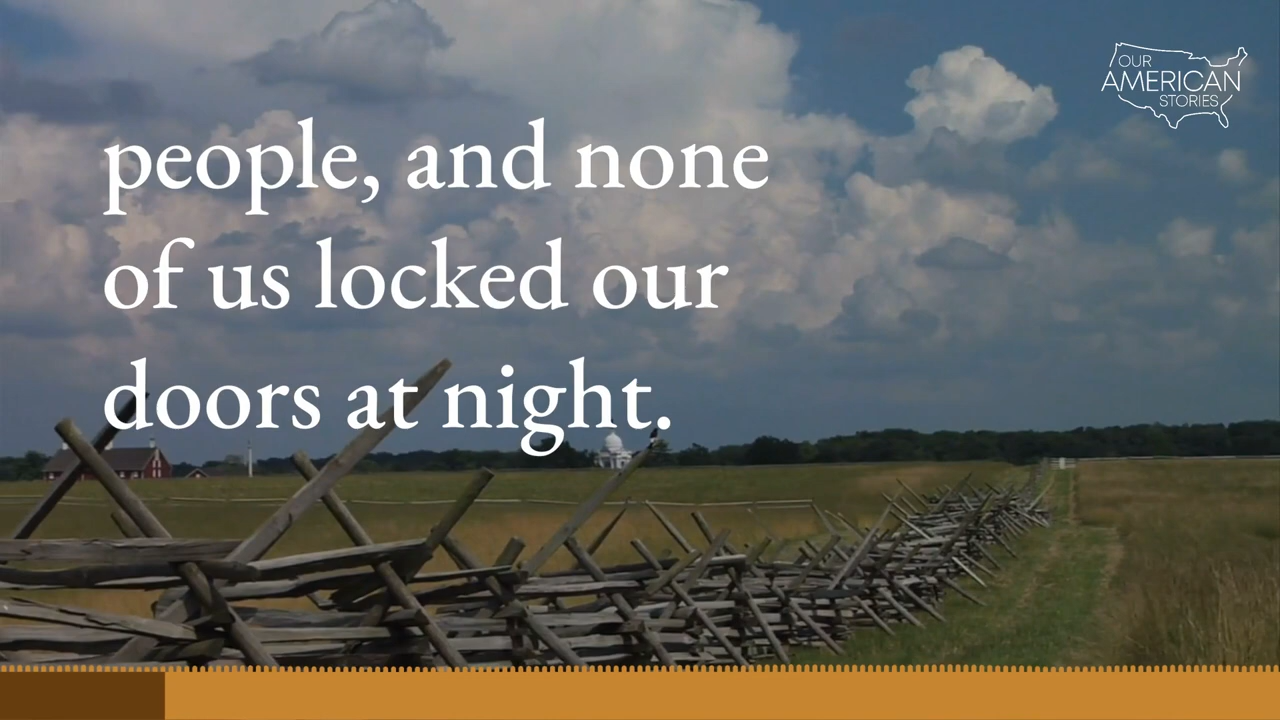 OUR
AMERICAN
STORIES
people, and none
of us locked our
doors at night.